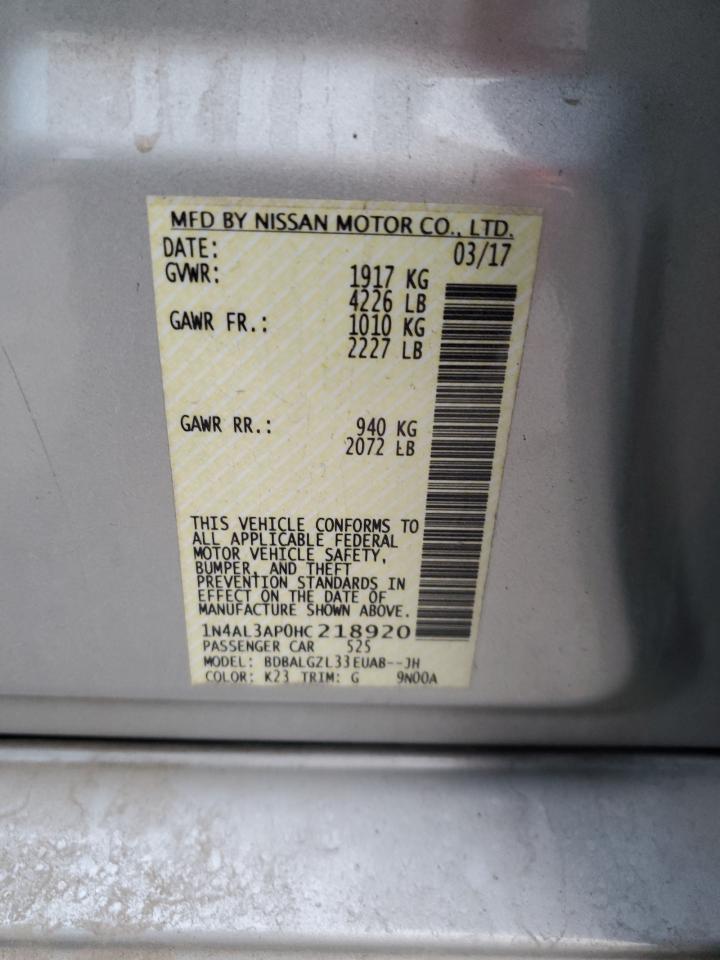 MFD BY NISSAN MOTOR CO., LTD.
DATE: 03/17
GVWR: 1917 KG
4226 LB
GAWR FR.: 1010 KG
2227 LB
GAWR RR.: 940 KG
2072 LB
THIS VEHICLE CONFORMS TO
ALL APPLICABLE FEDERAL
MOTOR VEHICLE SAFETY,
BUMPER, AND THEFT
PREVENTION STANDARDS IN
EFFECT ON THE DATE OF
MANUFACTURE SHOWN ABOVE.
1N4AL3AP0HC218920
PASSENGER CAR 525
MODEL: BDBALGZL33EUA8--JH
COLOR: K23 TRIM: G 9N00A